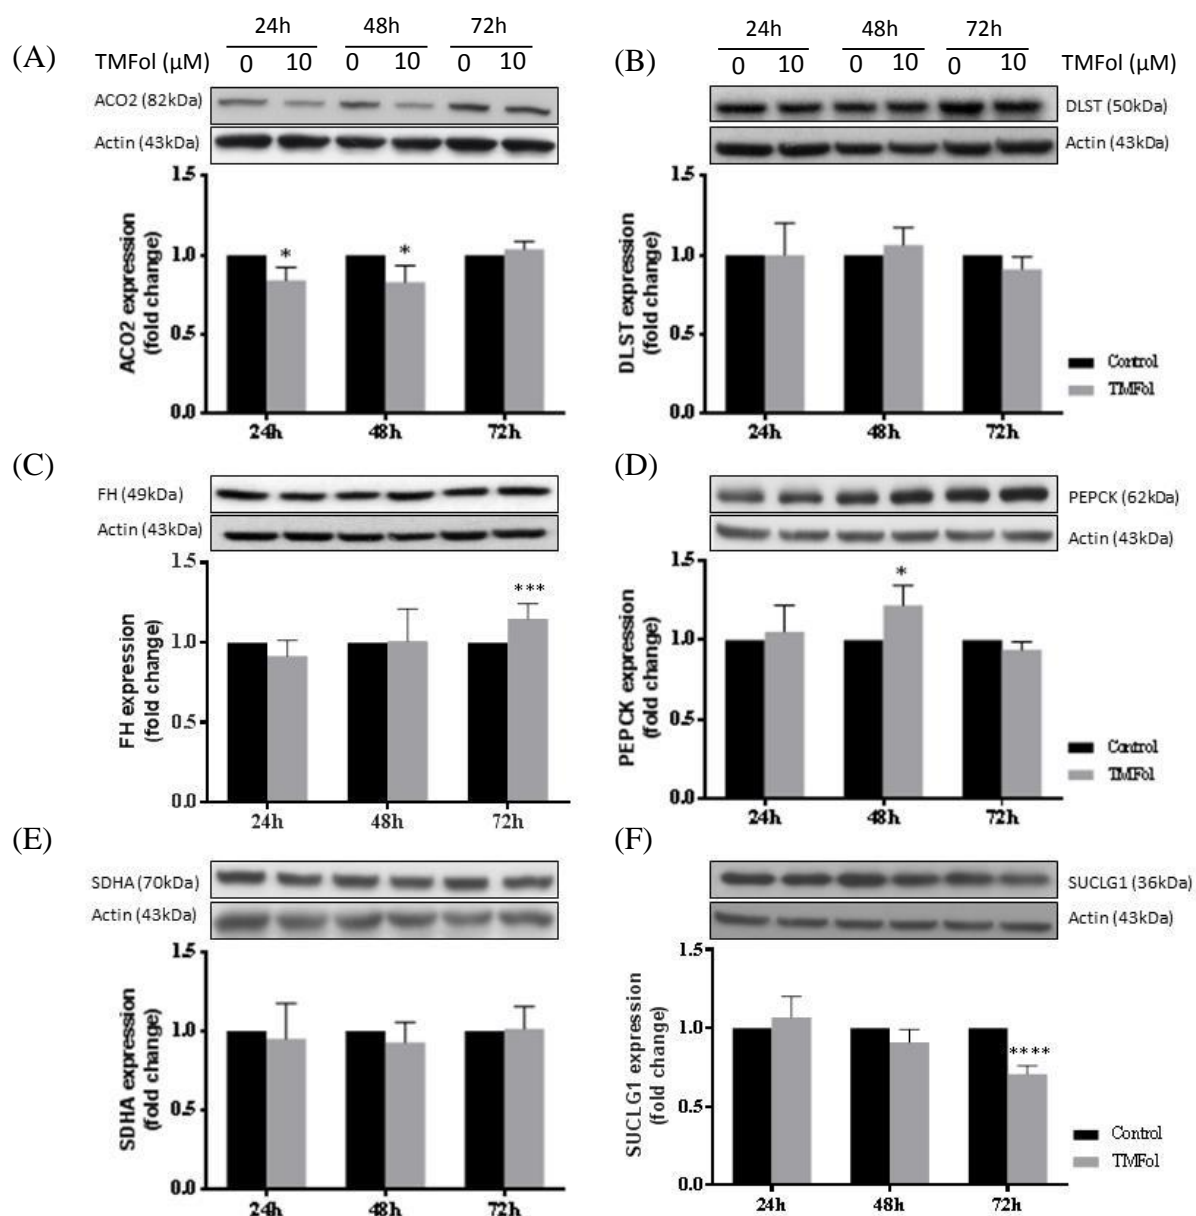 24h 48h 72h
(A) TMFol (µM) 0 10 0 10 0 10
ACO2 (82kDa)
Actin (43kDa)
1.5
1.0
0.5
0.0
ACO2 expression
(fold change)
* *
24h 48h 72h
24h 48h 72h
(B) 0 10 0 10 0 10 TMFol (µM)
DLST (50kDa)
Actin (43kDa)
1.5
1.0
0.5
0.0
DLST expression
(fold change)
Control
TMFol
24h 48h 72h
(C)
FH (49kDa)
Actin (43kDa)
1.5
1.0
0.5
0.0
FH expression
(fold change)
***
24h 48h 72h
(D)
PEPCK (62kDa)
Actin (43kDa)
1.5
1.0
0.5
0.0
PEPCK expression
(fold change)
*
Control
TMFol
24h 48h 72h
(E)
SDHA (70kDa)
Actin (43kDa)
1.5
1.0
0.5
0.0
SDHA expression
(fold change)
24h 48h 72h
(F)
SUCLG1 (36kDa)
Actin (43kDa)
1.5
1.0
0.5
0.0
SUCLG1 expression
(fold change)
****
Control
TMFol
24h 48h 72h